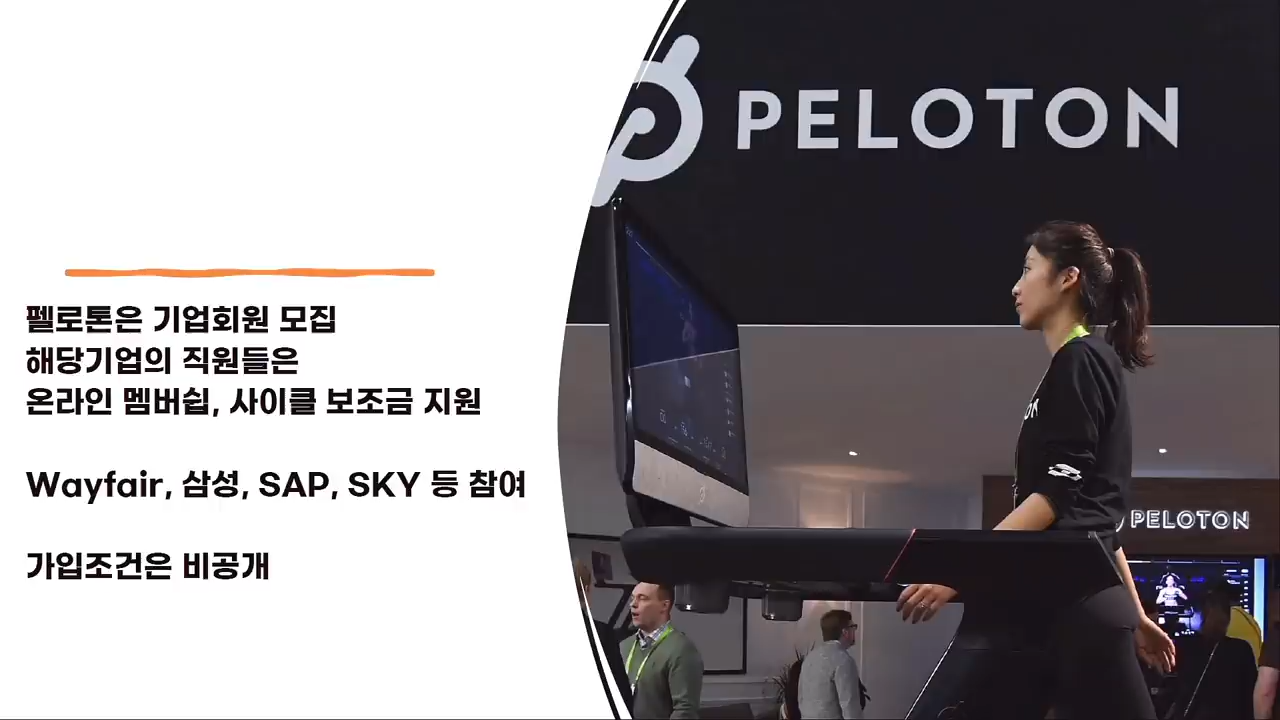 PELOTON
펠로톤은 기업회원 모집
해당기업의 직원들은
온라인 멤버쉽, 사이클 보조금 지원
Wayfair, 삼성, SAP, SKY 등 참여
가입조건은 비공개
PELOTON